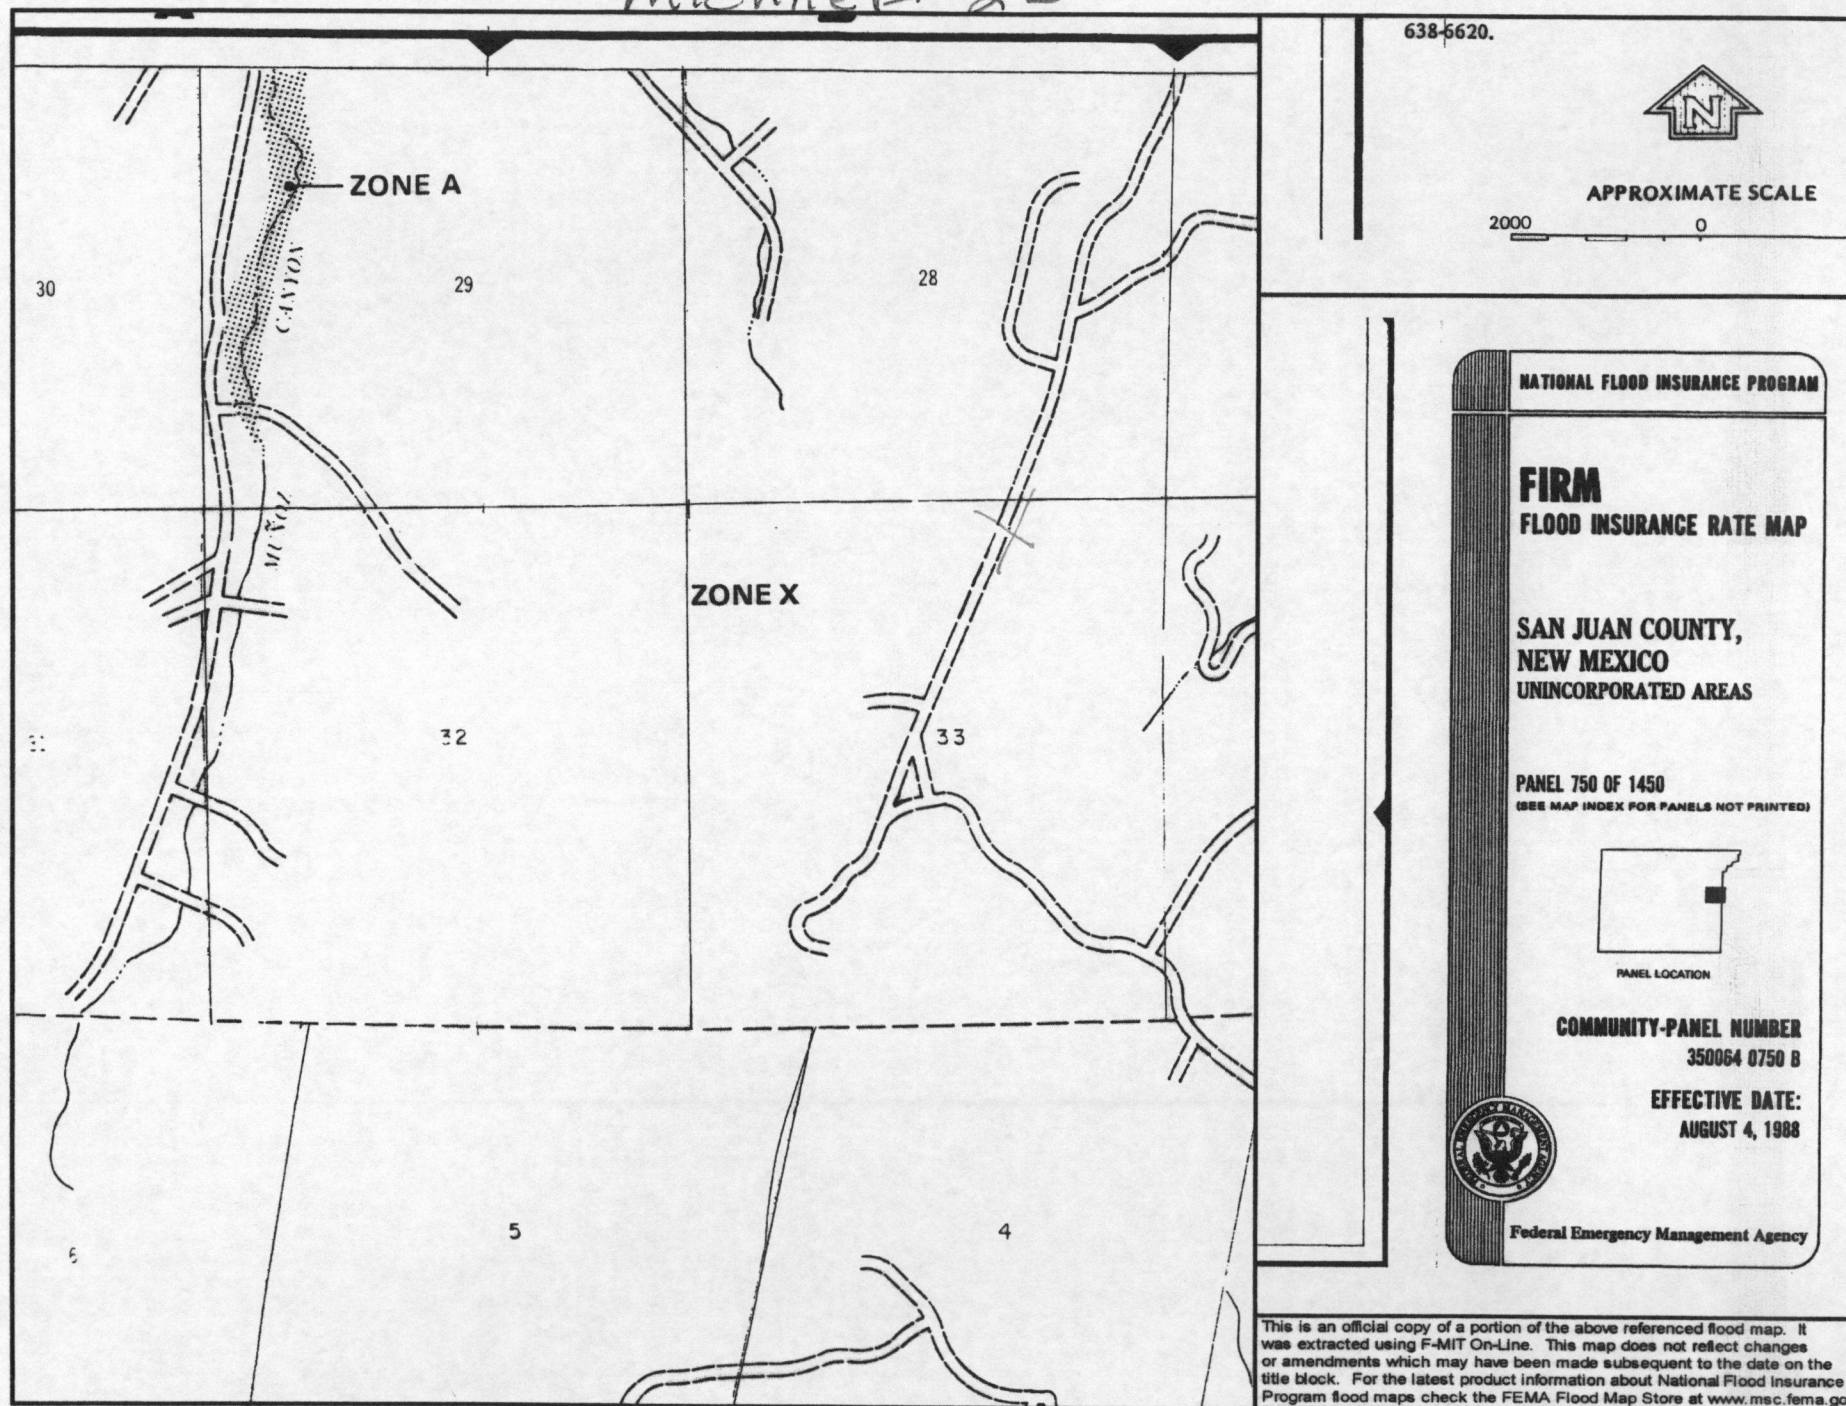 638-6620.
N
APPROXIMATE SCALE
2000 0
ZONE A
CANYON
30
29
28
MUÑOZ
ZONE X
31
32
33
6
5
4
NATIONAL FLOOD INSURANCE PROGRAM
FIRM
FLOOD INSURANCE RATE MAP
SAN JUAN COUNTY,
NEW MEXICO
UNINCORPORATED AREAS
PANEL 750 OF 1450
(SEE MAP INDEX FOR PANELS NOT PRINTED)
PANEL LOCATION
COMMUNITY-PANEL NUMBER
350064 0750 B
EFFECTIVE DATE:
AUGUST 4, 1988
FEDERAL EMERGENCY MANAGEMENT AGENCY
Federal Emergency Management Agency
This is an official copy of a portion of the above referenced flood map. It
was extracted using F-MIT On-Line. This map does not reflect changes
or amendments which may have been made subsequent to the date on the
title block. For the latest product information about National Flood Insurance
Program flood maps check the FEMA Flood Map Store at www.msc.fema.go